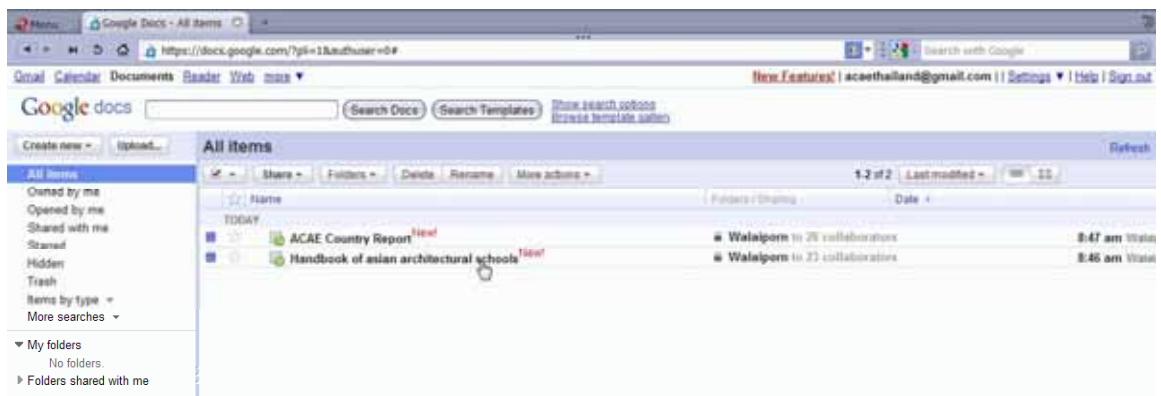 Menu Google Docs - All items
https://docs.google.com/?pli=1&authuser=0# Search with Google
Gmail Calendar Documents Reader Web more ▼ New Features! | acaethailand@gmail.com | | Settings ▼ | Help | Sign out
Google docs Search Docs Search Templates Show search options
Browse template gallery
Create new Upload... All items Refresh
All items Share Folders Delete Rename More actions 1-2 of 2 Last modified
Owned by me Name Folders / Sharing Date
Opened by me TODAY
Shared with me ACAE Country Report New! Walaiporn to 26 collaborators 8:47 am
Starred
Hidden Handbook of asian architectural schools New! Walaiporn to 23 collaborators 8:46 am
Trash
Items by type
More searches
My folders
No folders.
Folders shared with me